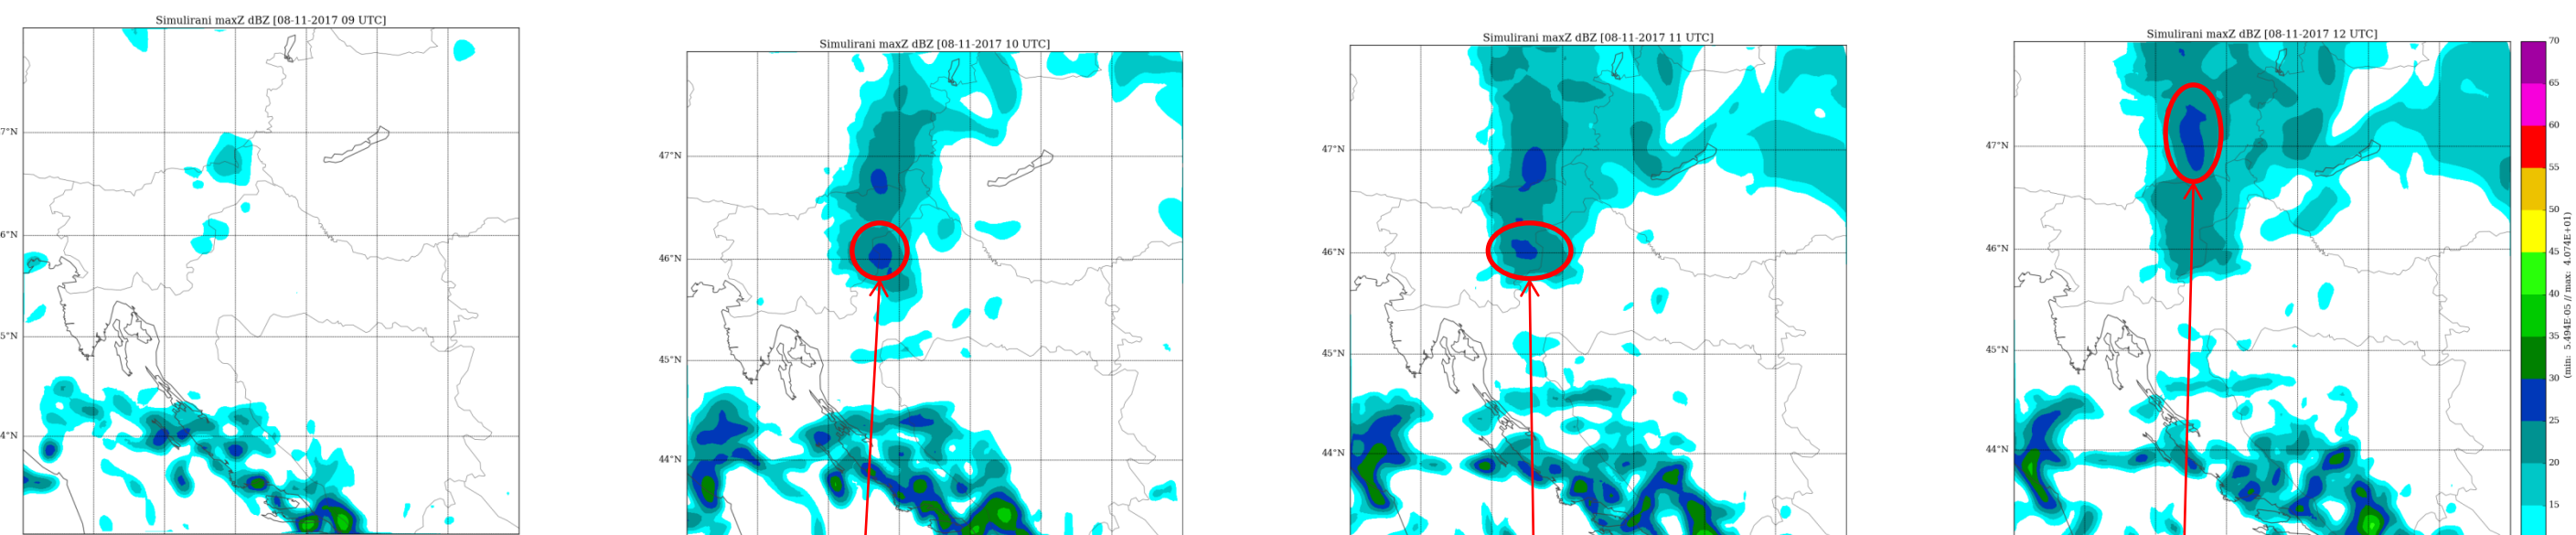 Simulirani maxZ dBZ [08-11-2017 09 UTC]
7°N
6°N
5°N
4°N
Simulirani maxZ dBZ [08-11-2017 10 UTC]
47°N
46°N
45°N
44°N
Simulirani maxZ dBZ [08-11-2017 11 UTC]
47°N
46°N
45°N
44°N
Simulirani maxZ dBZ [08-11-2017 12 UTC]
47°N
46°N
45°N
44°N
70
65
60
55
50
45
40
35
30
25
20
15
(min: 5.494E-05 // max: 4.074E+01)